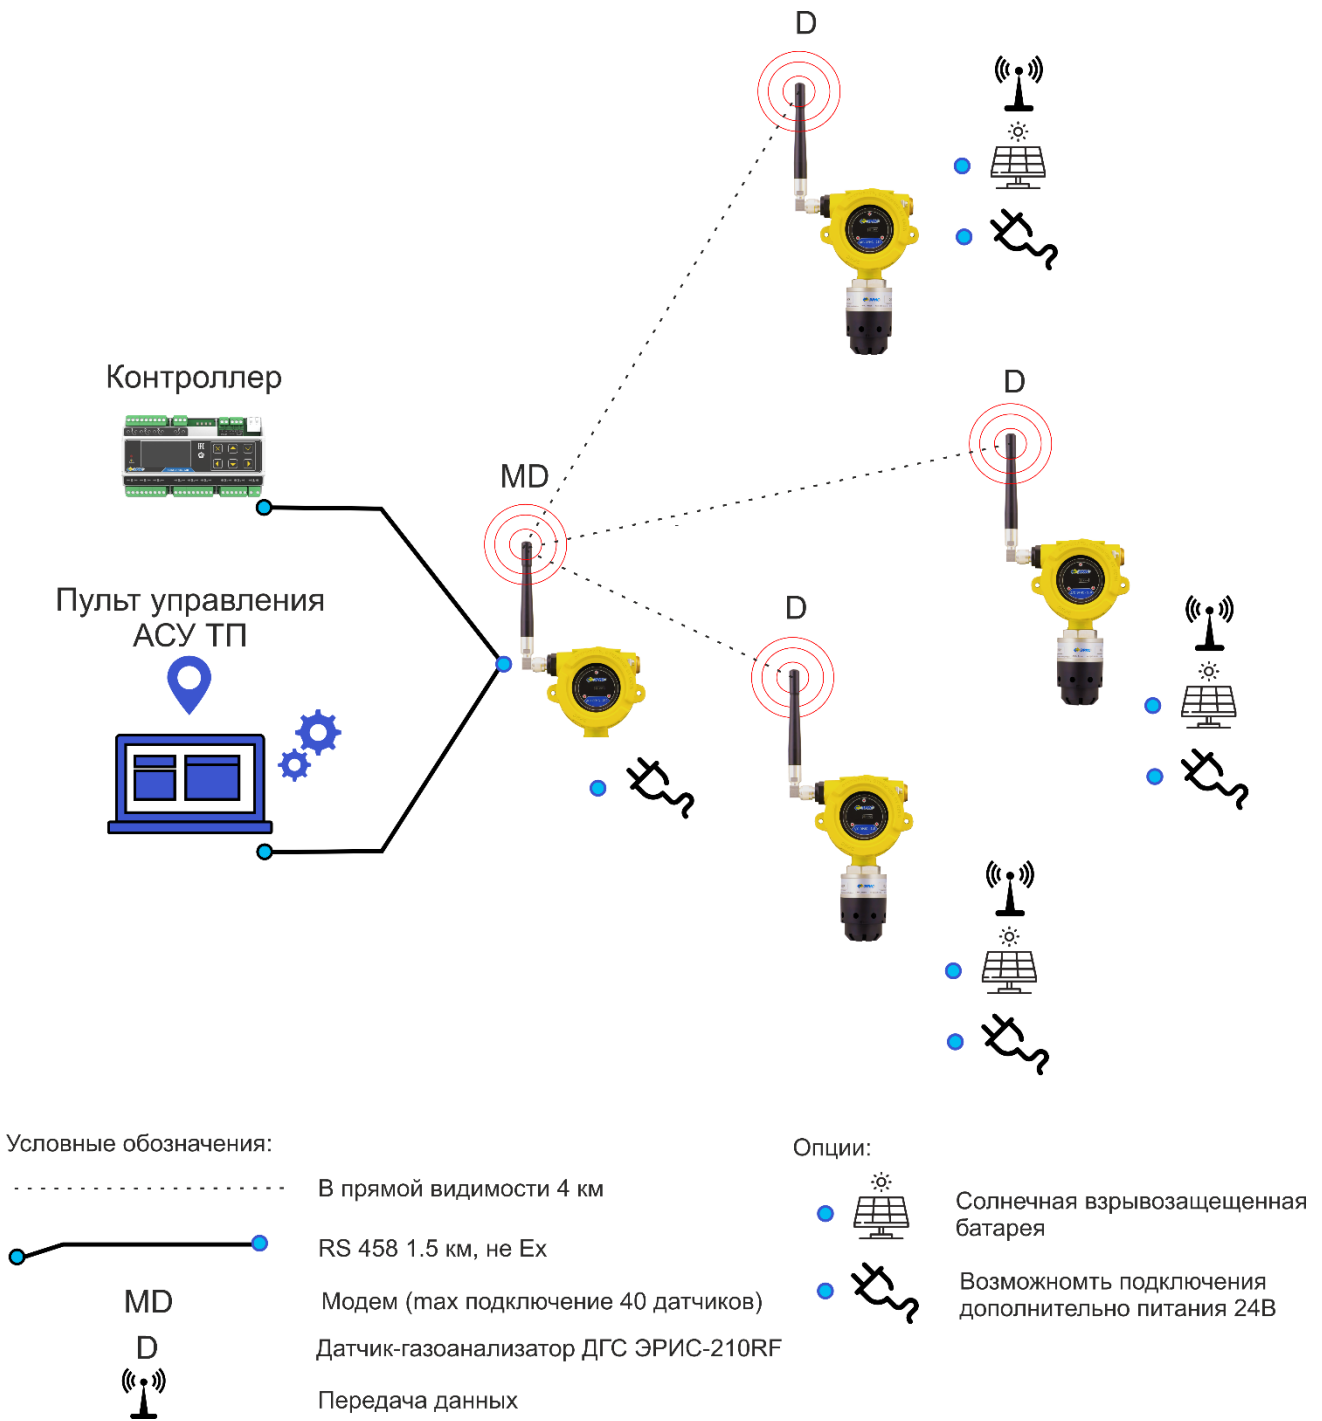 D
Контроллер
D
MD
Пульт управления
АСУ ТП
D
Условные обозначения:
В прямой видимости 4 км
RS 458 1.5 км, не Ex
MD
Модем (max подключение 40 датчиков)
D
Датчик-газоанализатор ДГС ЭРИС-210RF
Передача данных
Опции:
Солнечная взрывозащещенная
батарея
Возможномть подключения
дополнительно питания 24В